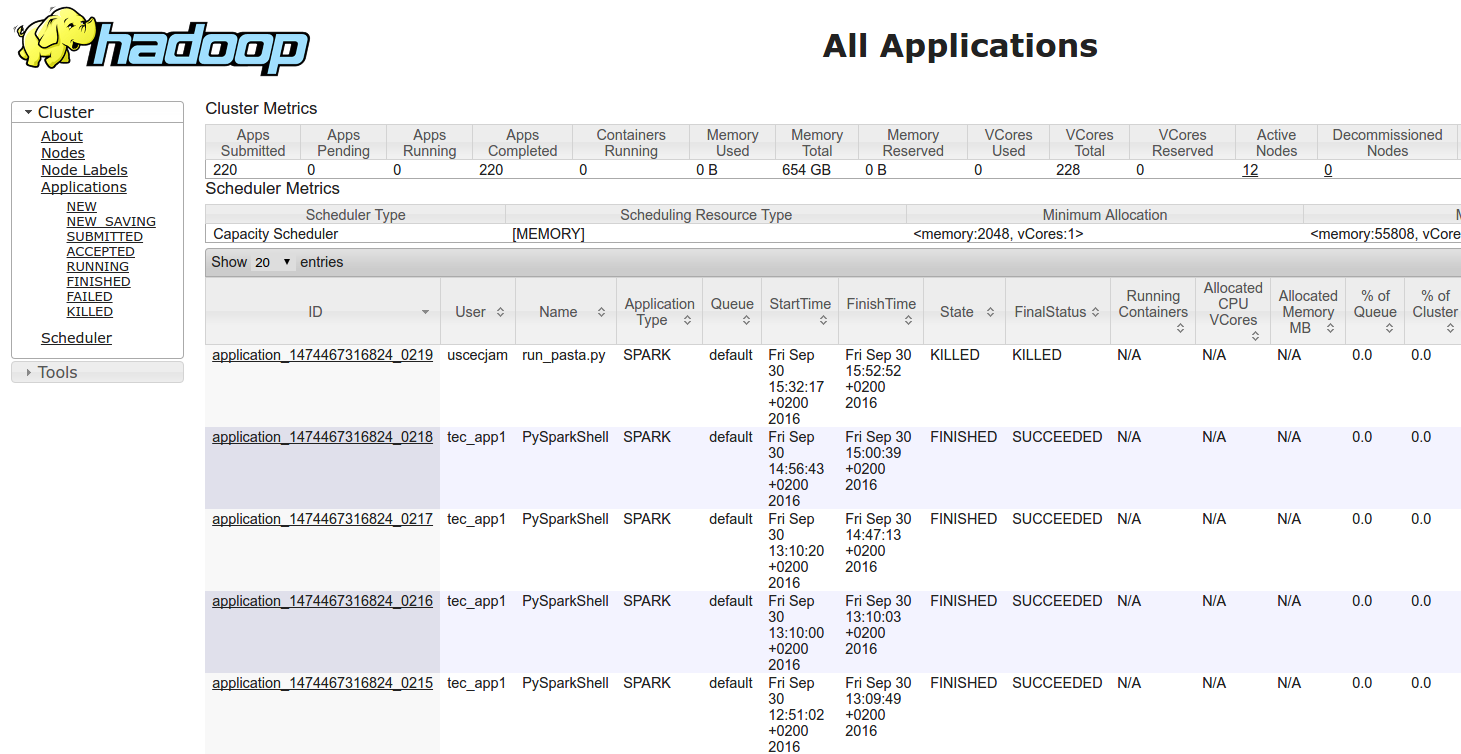 hadoop
All Applications
Cluster
About
Nodes
Node Labels
Applications
NEW
NEW_SAVING
SUBMITTED
ACCEPTED
RUNNING
FINISHED
FAILED
KILLED
Scheduler
Tools
Cluster Metrics
Apps Submitted Apps Pending Apps Running Apps Completed Containers Running Memory Used Memory Total Memory Reserved VCores Used VCores Total VCores Reserved Active Nodes Decommissioned Nodes
220 0 0 220 0 0 B 654 GB 0 B 0 228 0 12 0
Scheduler Metrics
Scheduler Type Scheduling Resource Type Minimum Allocation
Capacity Scheduler [MEMORY] <memory:2048, vCores:1> <memory:55808, vCore
Show 20 entries
ID User Name Application Type Queue StartTime FinishTime State FinalStatus Running Containers Allocated CPU VCores Allocated Memory MB % of Queue % of Cluster
application_1474467316824_0219 uscecjam run_pasta.py SPARK default Fri Sep 30 15:32:17 +0200 2016 Fri Sep 30 15:52:52 +0200 2016 KILLED KILLED N/A N/A N/A 0.0 0.0
application_1474467316824_0218 tec_app1 PySparkShell SPARK default Fri Sep 30 14:56:43 +0200 2016 Fri Sep 30 15:00:39 +0200 2016 FINISHED SUCCEEDED N/A N/A N/A 0.0 0.0
application_1474467316824_0217 tec_app1 PySparkShell SPARK default Fri Sep 30 13:10:20 +0200 2016 Fri Sep 30 14:47:13 +0200 2016 FINISHED SUCCEEDED N/A N/A N/A 0.0 0.0
application_1474467316824_0216 tec_app1 PySparkShell SPARK default Fri Sep 30 13:10:00 +0200 2016 Fri Sep 30 13:10:03 +0200 2016 FINISHED SUCCEEDED N/A N/A N/A 0.0 0.0
application_1474467316824_0215 tec_app1 PySparkShell SPARK default Fri Sep 30 12:51:02 +0200 2016 Fri Sep 30 13:09:49 +0200 2016 FINISHED SUCCEEDED N/A N/A N/A 0.0 0.0